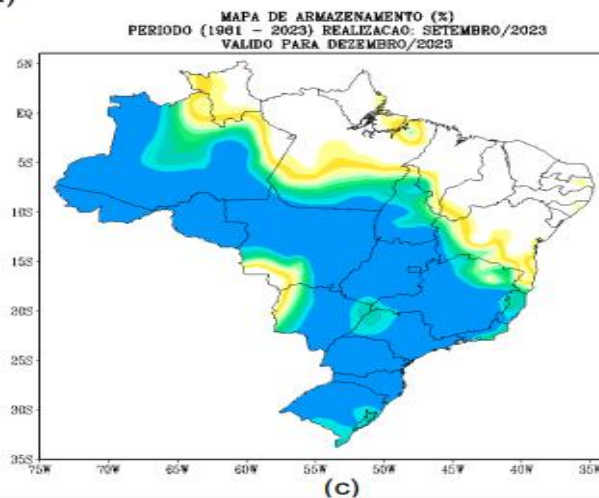 MAPA DE ARMAZENAMENTO (%)
PERIODO (1961 - 2023) REALIZACAO: SETEMBRO/2023
VALIDO PARA DEZEMBRO/2023
5N
EQ
5S
10S
15S
20S
25S
30S
35S
75W 70W 65W 60W 55W 50W 45W 40W 35W
(c)